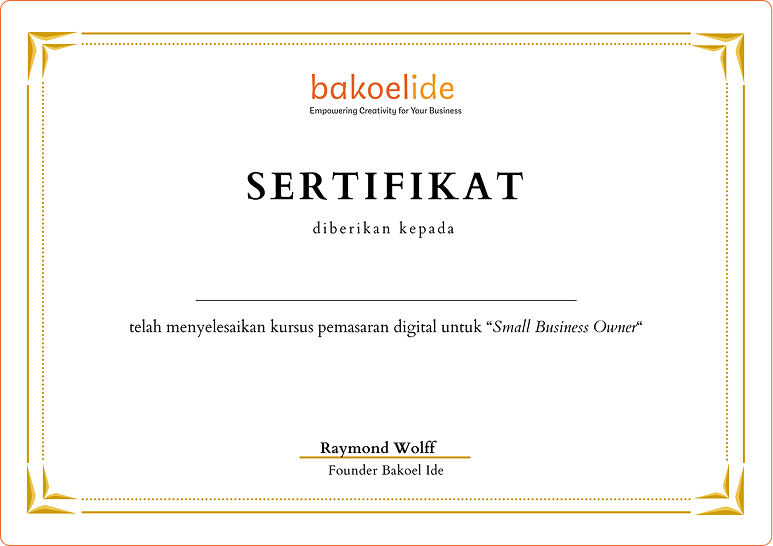 bakoelide
Empowering Creativity for Your Business
SERTIFIKAT
diberikan kepada
telah menyelesaikan kursus pemasaran digital untuk “Small Business Owner“
Raymond Wolff
Founder Bakoel Ide